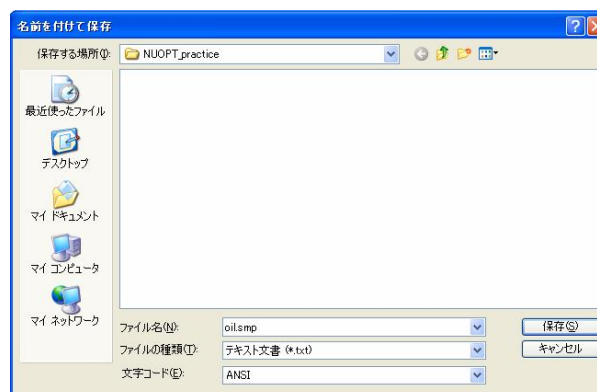 名前を付けて保存
保存する場所(I):
NUOPT_practice
最近使ったファイル
デスクトップ
マイ ドキュメント
マイ コンピュータ
マイ ネットワーク
ファイル名(N):
oil.smp
保存(S)
ファイルの種類(T):
テキスト文書 (*.txt)
キャンセル
文字コード(E):
ANSI